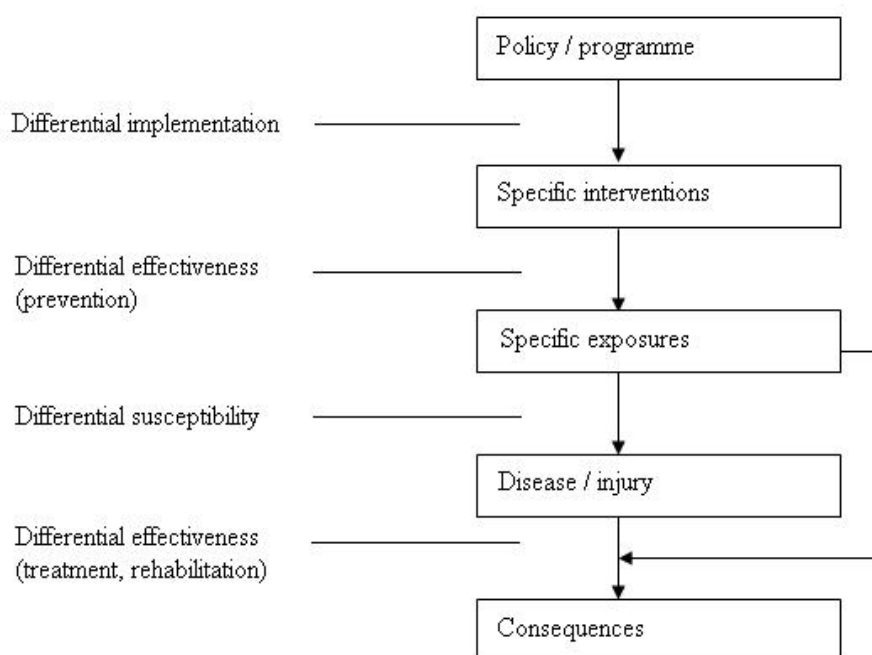 Policy / programme
Differential implementation
Specific interventions
Differential effectiveness
(prevention)
Specific exposures
Differential susceptibility
Disease / injury
Differential effectiveness
(treatment, rehabilitation)
Consequences